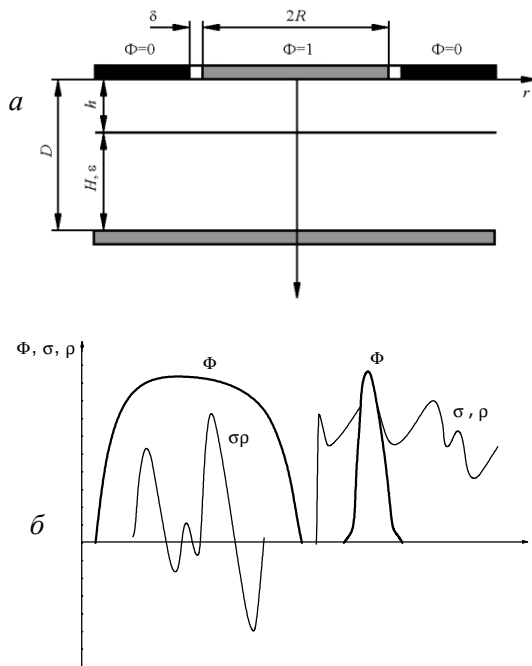 δ
2R
Φ=0
Φ=1
Φ=0
r
а
h
D
H, ε
Φ, σ, ρ
Φ
Φ
σρ
σ , ρ
б